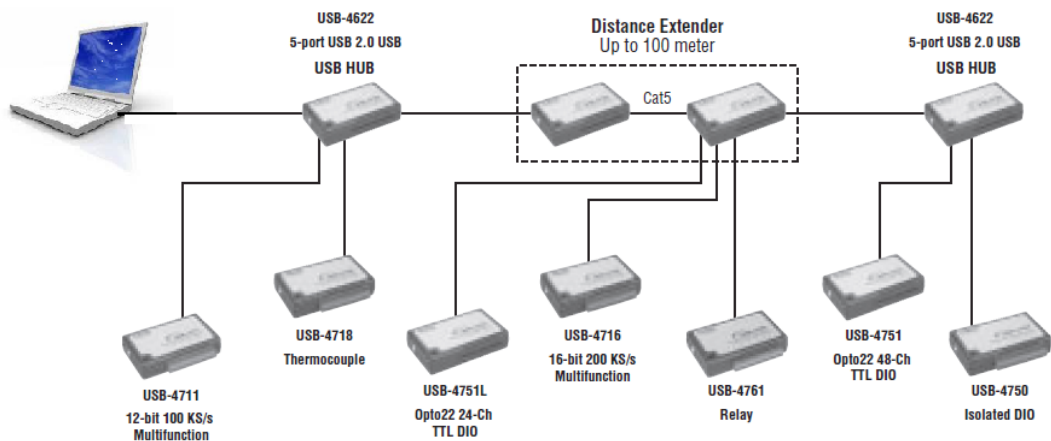 USB-4622
5-port USB 2.0 USB
USB HUB
Distance Extender
Up to 100 meter
Cat5
USB-4622
5-port USB 2.0 USB
USB HUB
USB-4711
12-bit 100 KS/s
Multifunction
USB-4718
Thermocouple
USB-4751L
Opto22 24-Ch
TTL DIO
USB-4716
16-bit 200 KS/s
Multifunction
USB-4761
Relay
USB-4751
Opto22 48-Ch
TTL DIO
USB-4750
Isolated DIO